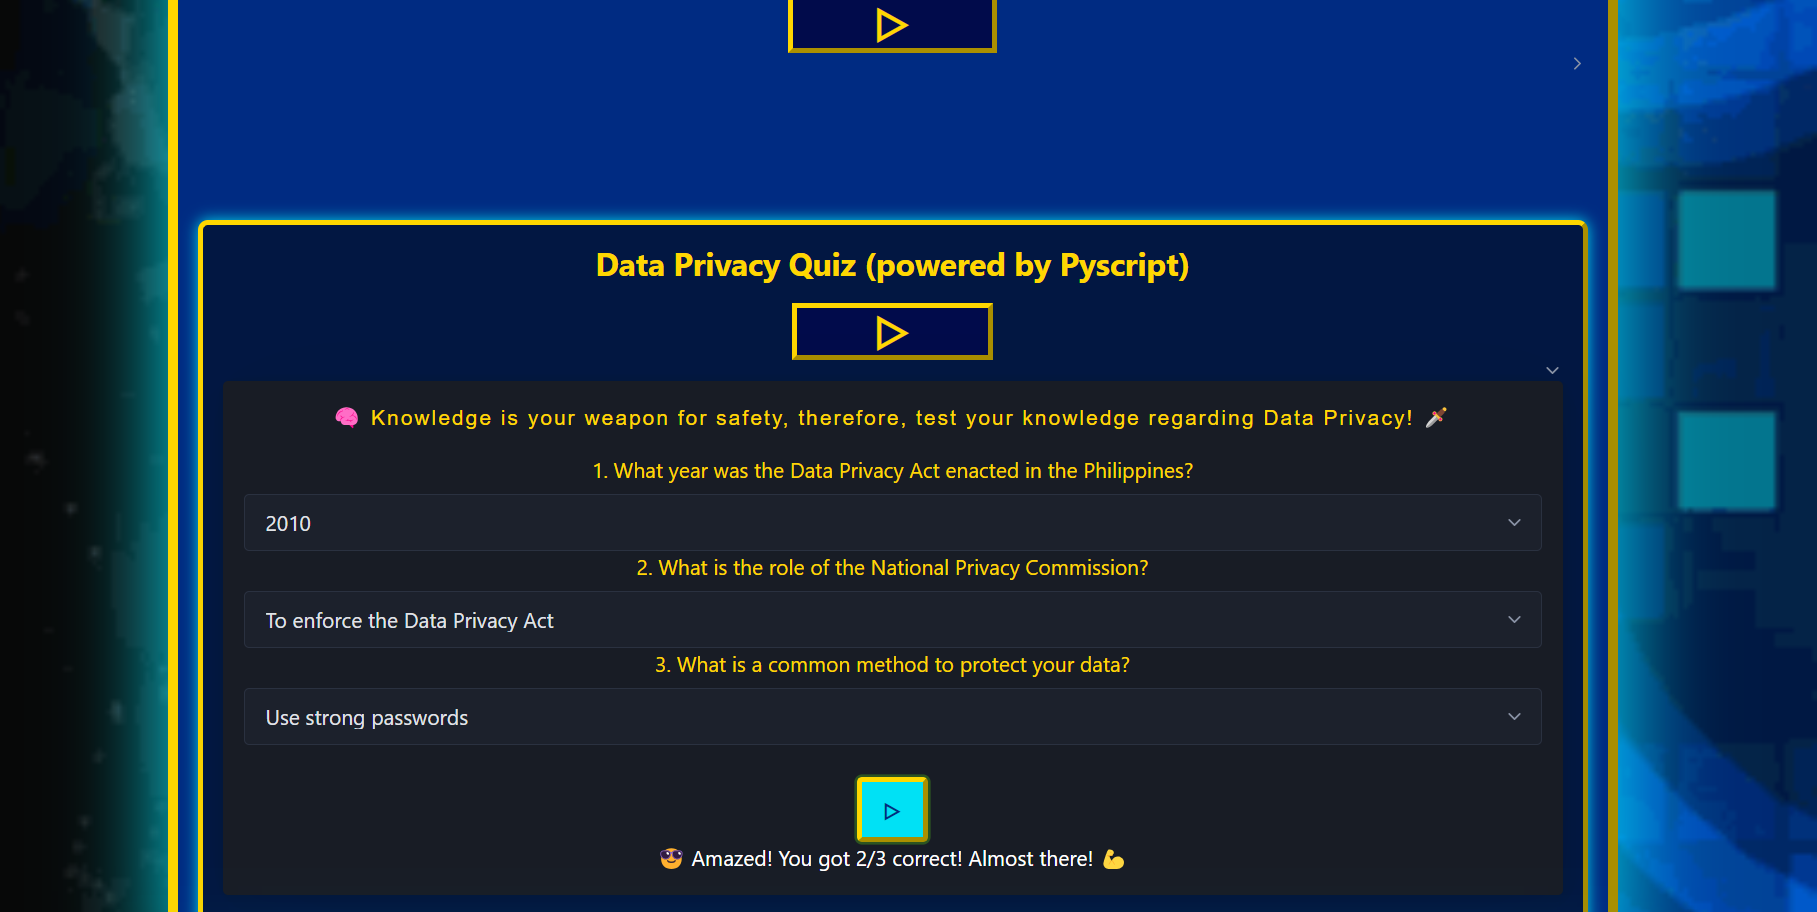 Data Privacy Quiz (powered by Pyscript)
🧠 Knowledge is your weapon for safety, therefore, test your knowledge regarding Data Privacy! 🗡️
1. What year was the Data Privacy Act enacted in the Philippines?
2010
2. What is the role of the National Privacy Commission?
To enforce the Data Privacy Act
3. What is a common method to protect your data?
Use strong passwords
😎 Amazed! You got 2/3 correct! Almost there! 💪